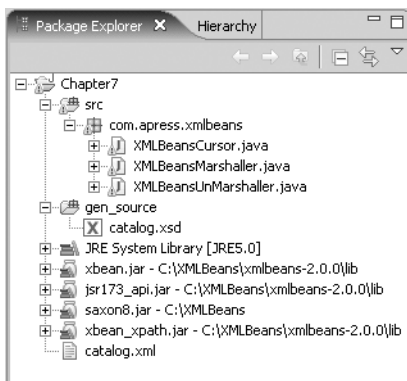 Package Explorer Hierarchy
Chapter7
src
com.apress.xmlbeans
XMLBeansCursor.java
XMLBeansMarshaller.java
XMLBeansUnMarshaller.java
gen_source
catalog.xsd
JRE System Library [JRE5.0]
xbean.jar - C:\XMLBeans\xmlbeans-2.0.0\lib
jsr173_api.jar - C:\XMLBeans\xmlbeans-2.0.0\lib
saxon8.jar - C:\XMLBeans
xbean_xpath.jar - C:\XMLBeans\xmlbeans-2.0.0\lib
catalog.xml